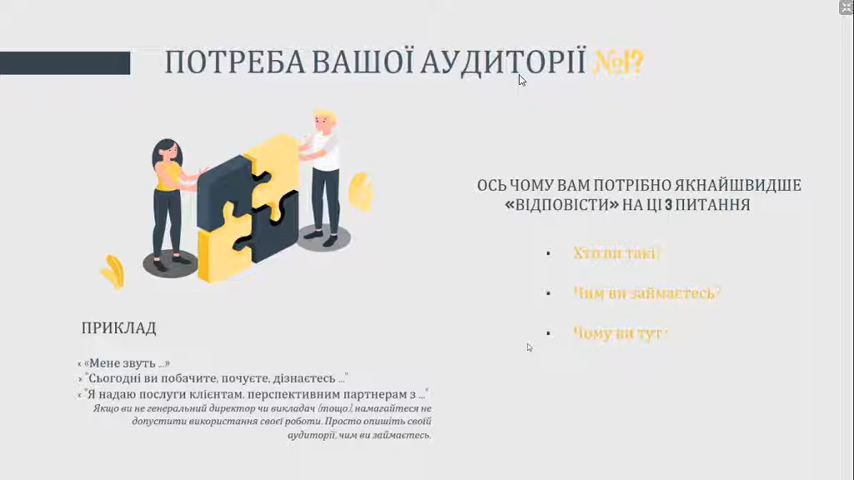 ПОТРЕБА ВАШОЇ АУДИТОРІЇ №1?
ОСЬ ЧОМУ ВАМ ПОТРІБНО ЯКНАЙШВИДШЕ
«ВІДПОВІСТИ» НА ЦІ 3 ПИТАННЯ
• Хто ви такі?
• Чим ви займаєтесь?
• Чому ви тут?
ПРИКЛАД
‹ «Мене звуть ...»
› "Сьогодні ви побачите, почуєте, дізнаєтесь ..."
‹ "Я надаю послуги клієнтам, перспективним партнерам з ..."
Якщо ви не генеральний директор чи викладач (тощо), намагайтеся не
допустити використання своєї роботи. Просто опишіть своїй
аудиторії, чим ви займаєтесь.